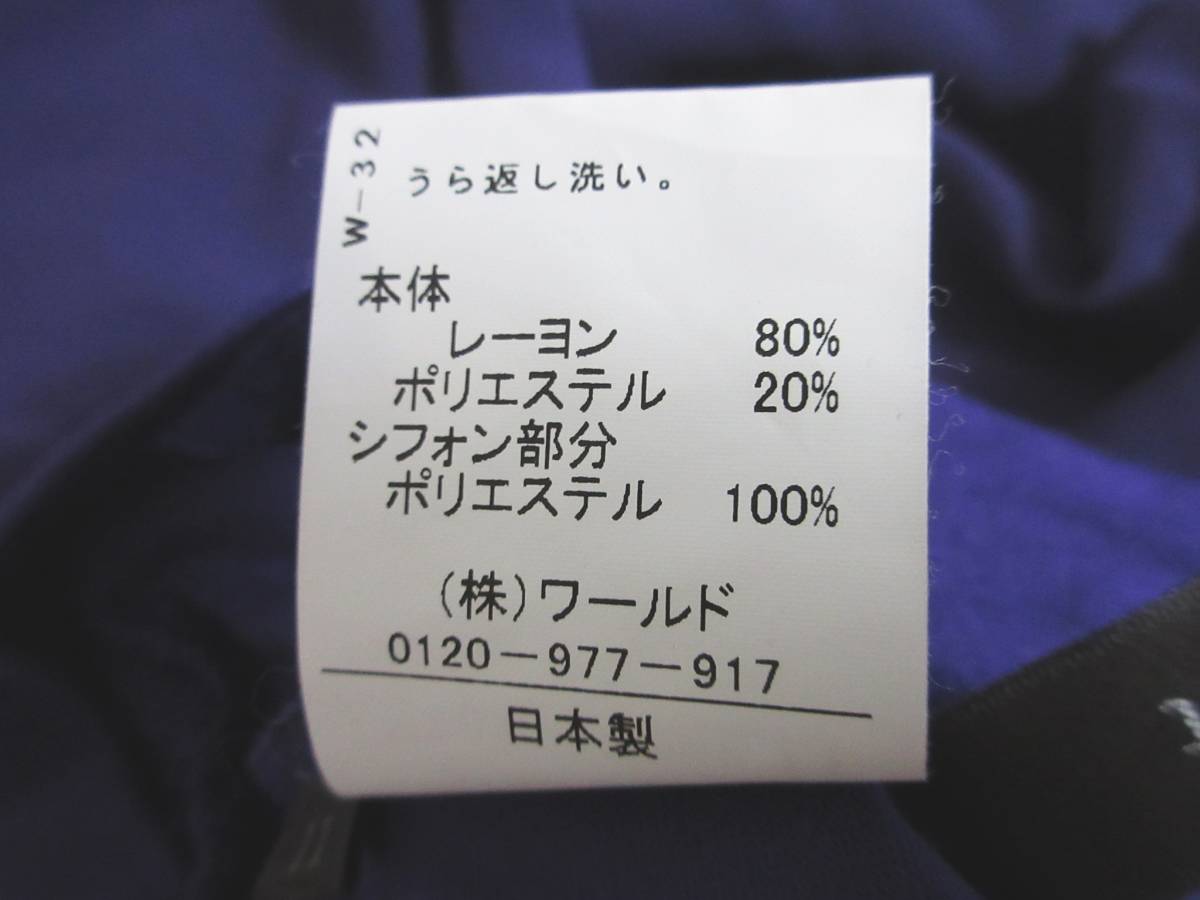 W-32
うら返し洗い。
本体
レーヨン 80%
ポリエステル 20%
シフォン部分
ポリエステル 100%
(株)ワールド
0120-977-917
日本製